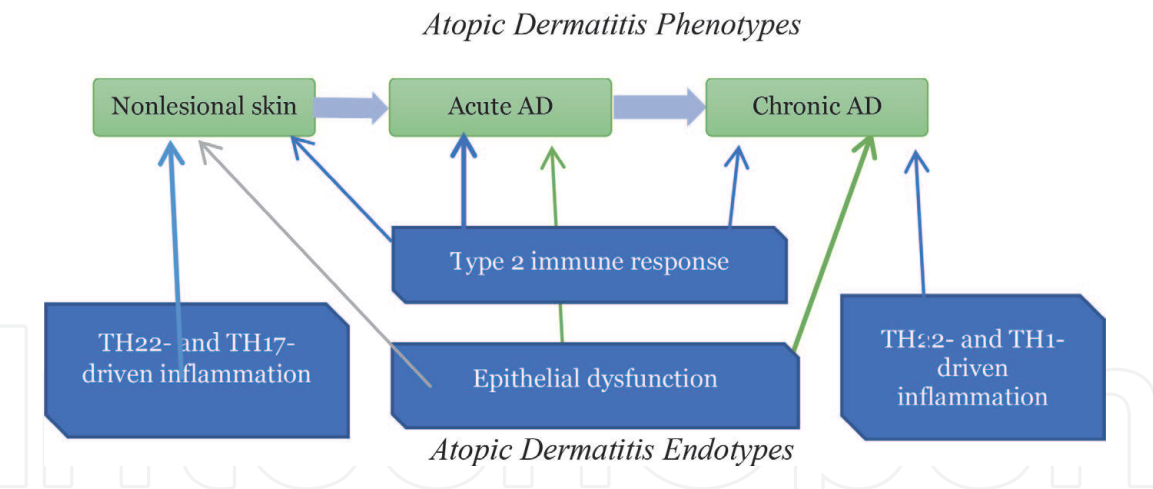 Atopic Dermatitis Phenotypes
Nonlesional skin
Acute AD
Chronic AD
Type 2 immune response
TH22- and TH17-
driven inflammation
Epithelial dysfunction
TH22- and TH1-
driven
inflammation
Atopic Dermatitis Endotypes